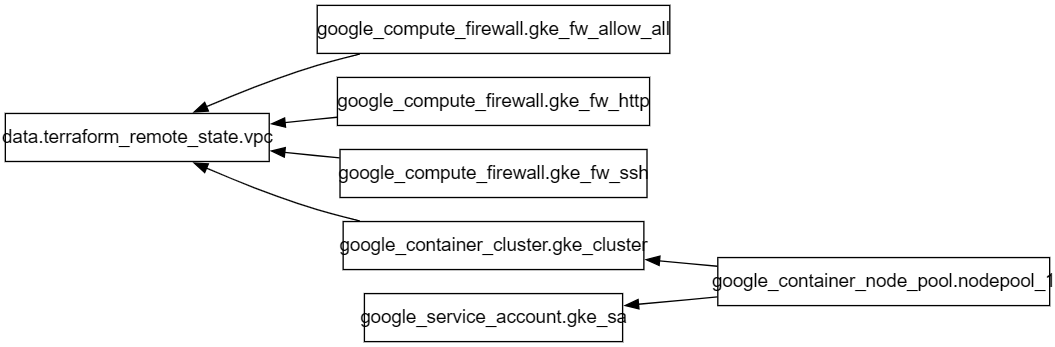 google_compute_firewall.gke_fw_allow_all
google_compute_firewall.gke_fw_http
data.terraform_remote_state.vpc
google_compute_firewall.gke_fw_ssh
google_container_cluster.gke_cluster
google_container_node_pool.nodepool_1
google_service_account.gke_sa